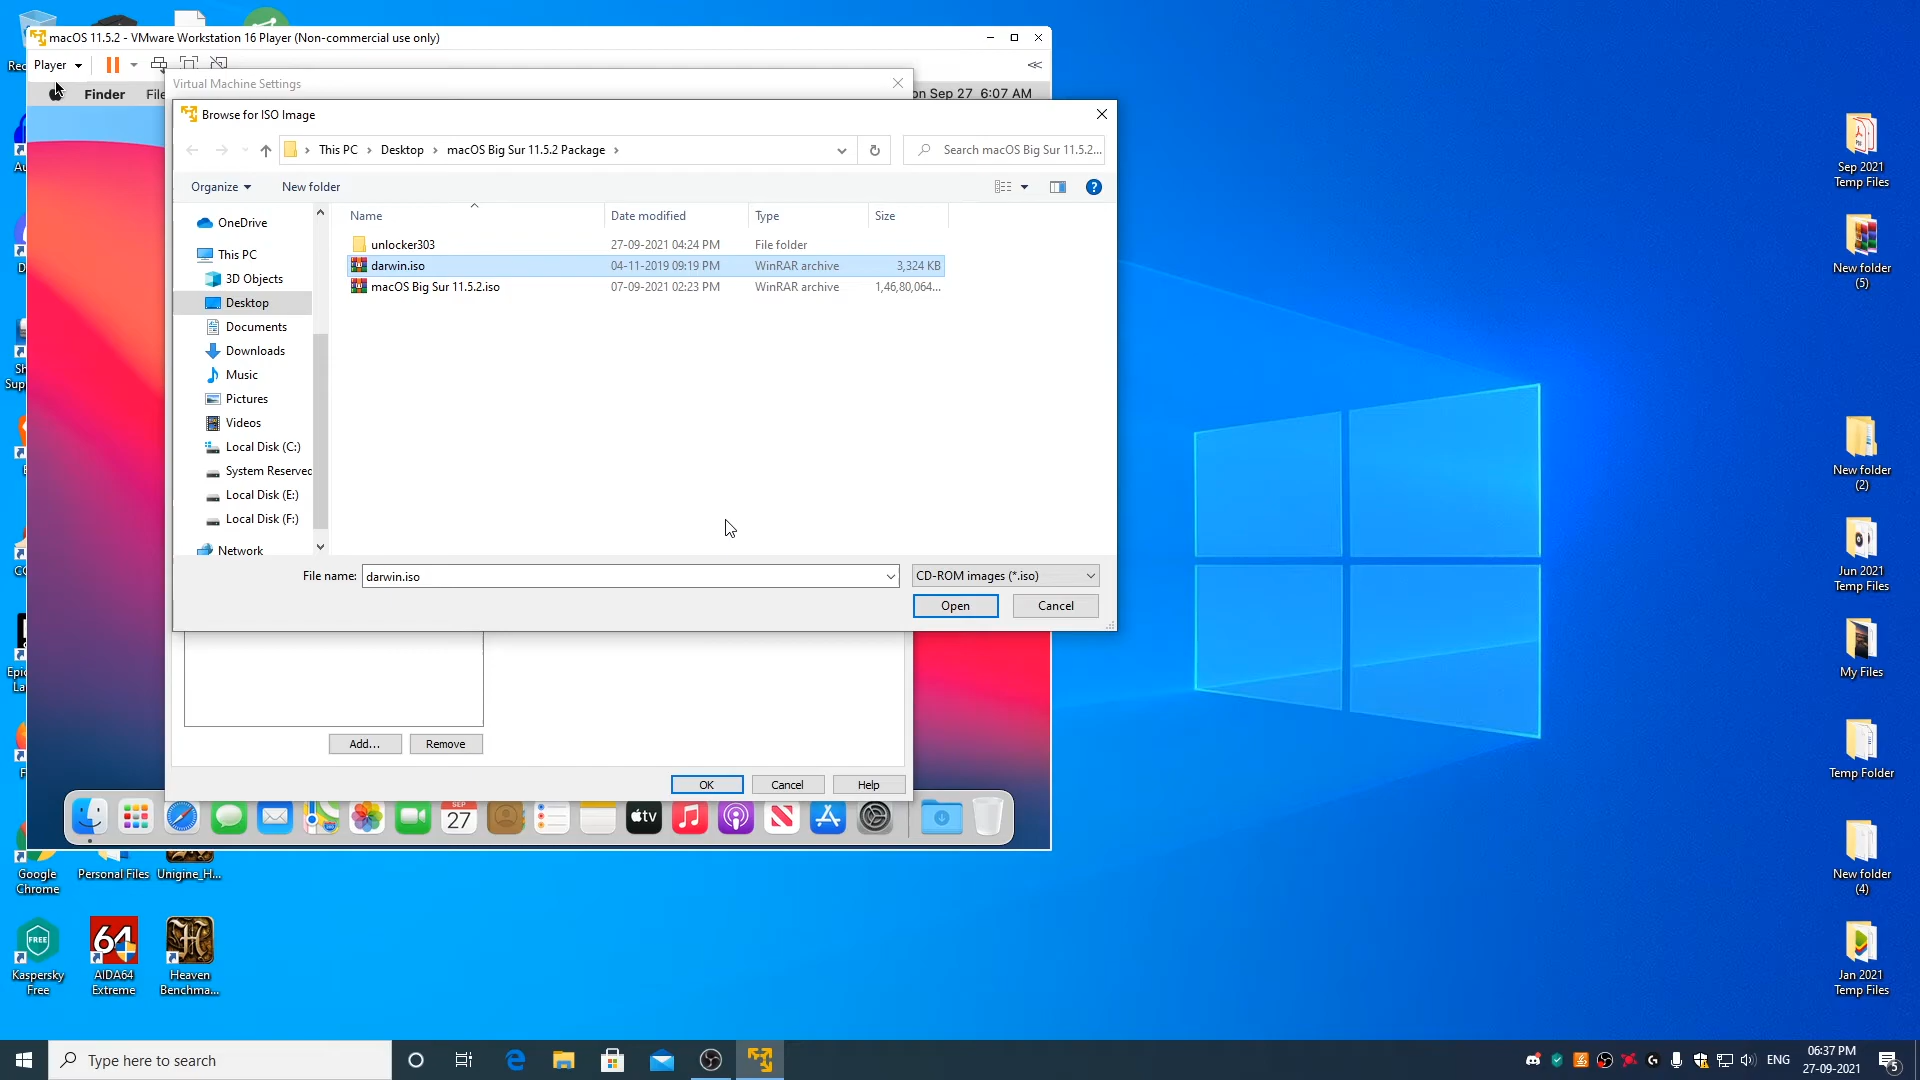 macOS 11.5.2 - VMware Workstation 16 Player (Non-commercial use only)
Player
Finder
File
on Sep 27 6:07 AM
Virtual Machine Settings
Browse for ISO Image
This PC
Desktop
macOS Big Sur 11.5.2 Package
Search macOS Big Sur 11.5.2...
Organize
New folder
Name
Date modified
Type
Size
unlocker303
27-09-2021 04:24 PM
File folder
darwin.iso
04-11-2019 09:19 PM
WinRAR archive
3,324 KB
macOS Big Sur 11.5.2.iso
07-09-2021 02:23 PM
WinRAR archive
1,46,80,064...
OneDrive
This PC
3D Objects
Desktop
Documents
Downloads
Music
Pictures
Videos
Local Disk (C:)
System Reserved
Local Disk (E:)
Local Disk (F:)
Network
File name:
darwin.iso
CD-ROM images (*.iso)
Open
Cancel
Add...
Remove
OK
Cancel
Help
SEP
27
tv
Google
Chrome
Personal Files
Unigine_H...
FREE
Kaspersky
Free
64
AIDA64
Extreme
Heaven
Benchma...
Sep 2021
Temp Files
New folder
(5)
New folder
(2)
Jun 2021
Temp Files
My Files
Temp Folder
New folder
(4)
Jan 2021
Temp Files
Type here to search
ENG
06:37 PM
27-09-2021
5